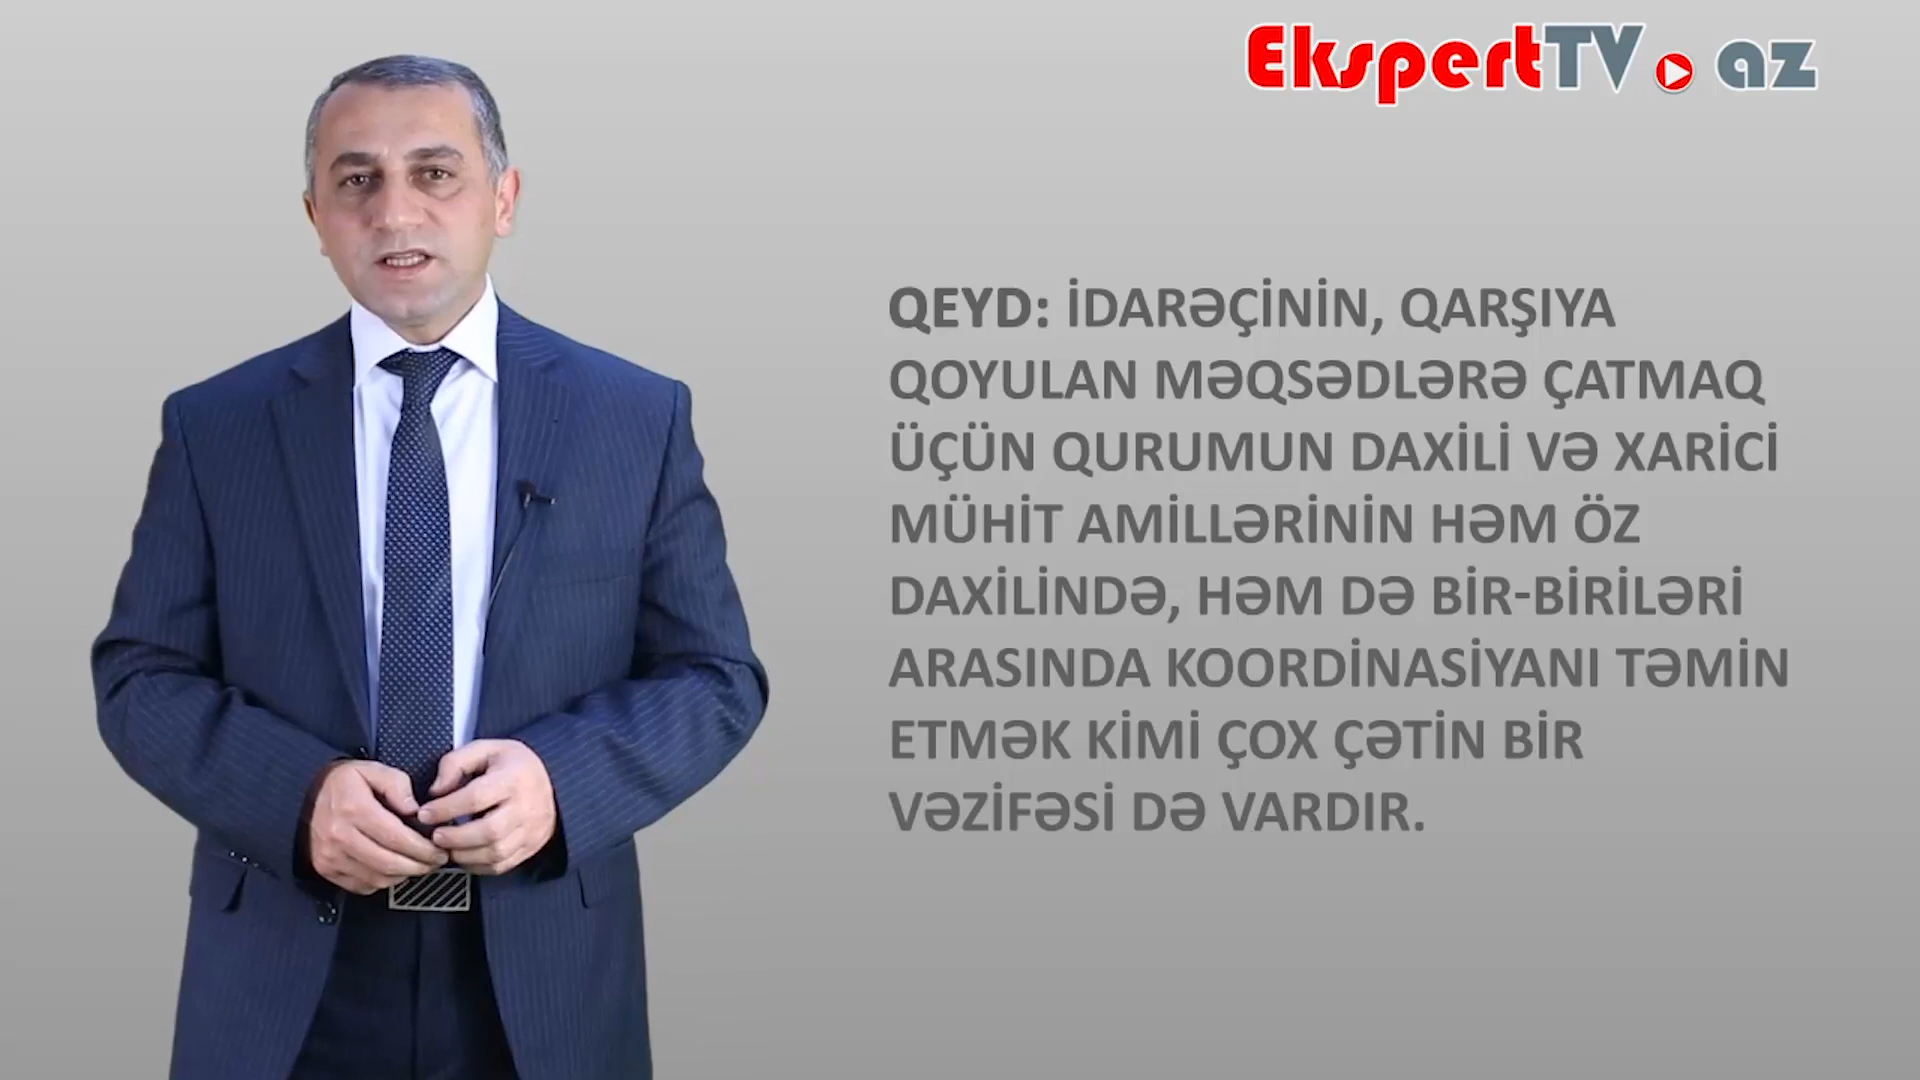 EkspertTV.az
QEYD: İDARƏÇİNİN, QARŞIYA
QOYULAN MƏQSƏDLƏRƏ ÇATMAQ
ÜÇÜN QURUMUN DAXİLİ VƏ XARİCİ
MÜHİT AMİLLƏRİNİN HƏM ÖZ
DAXİLİNDƏ, HƏM DƏ BİR-BİRİLƏRİ
ARASINDA KOORDİNASİYANI TƏMİN
ETMƏK KİMİ ÇOX ÇƏTİN BİR
VƏZİFƏSİ DƏ VARDIR.